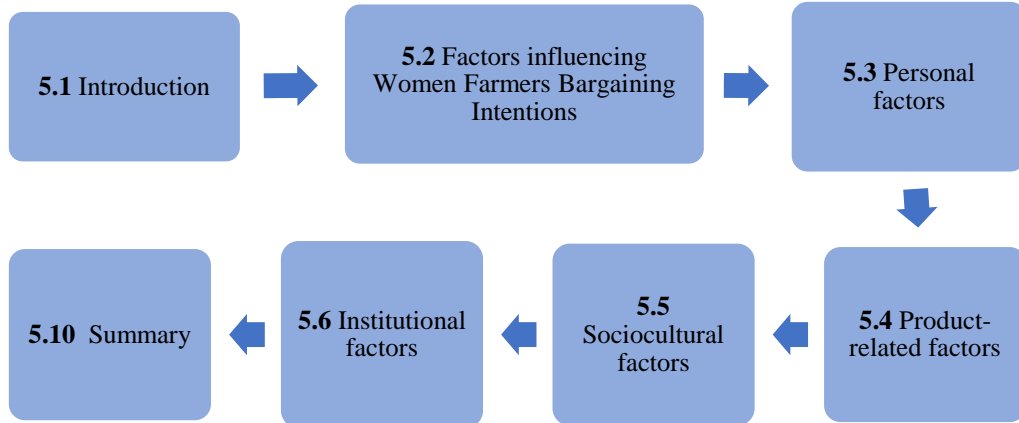 5.1 Introduction
5.2 Factors influencing
Women Farmers Bargaining
Intentions
5.3 Personal
factors
5.4 Product-
related factors
5.5
Sociocultural
factors
5.6 Institutional
factors
5.10 Summary